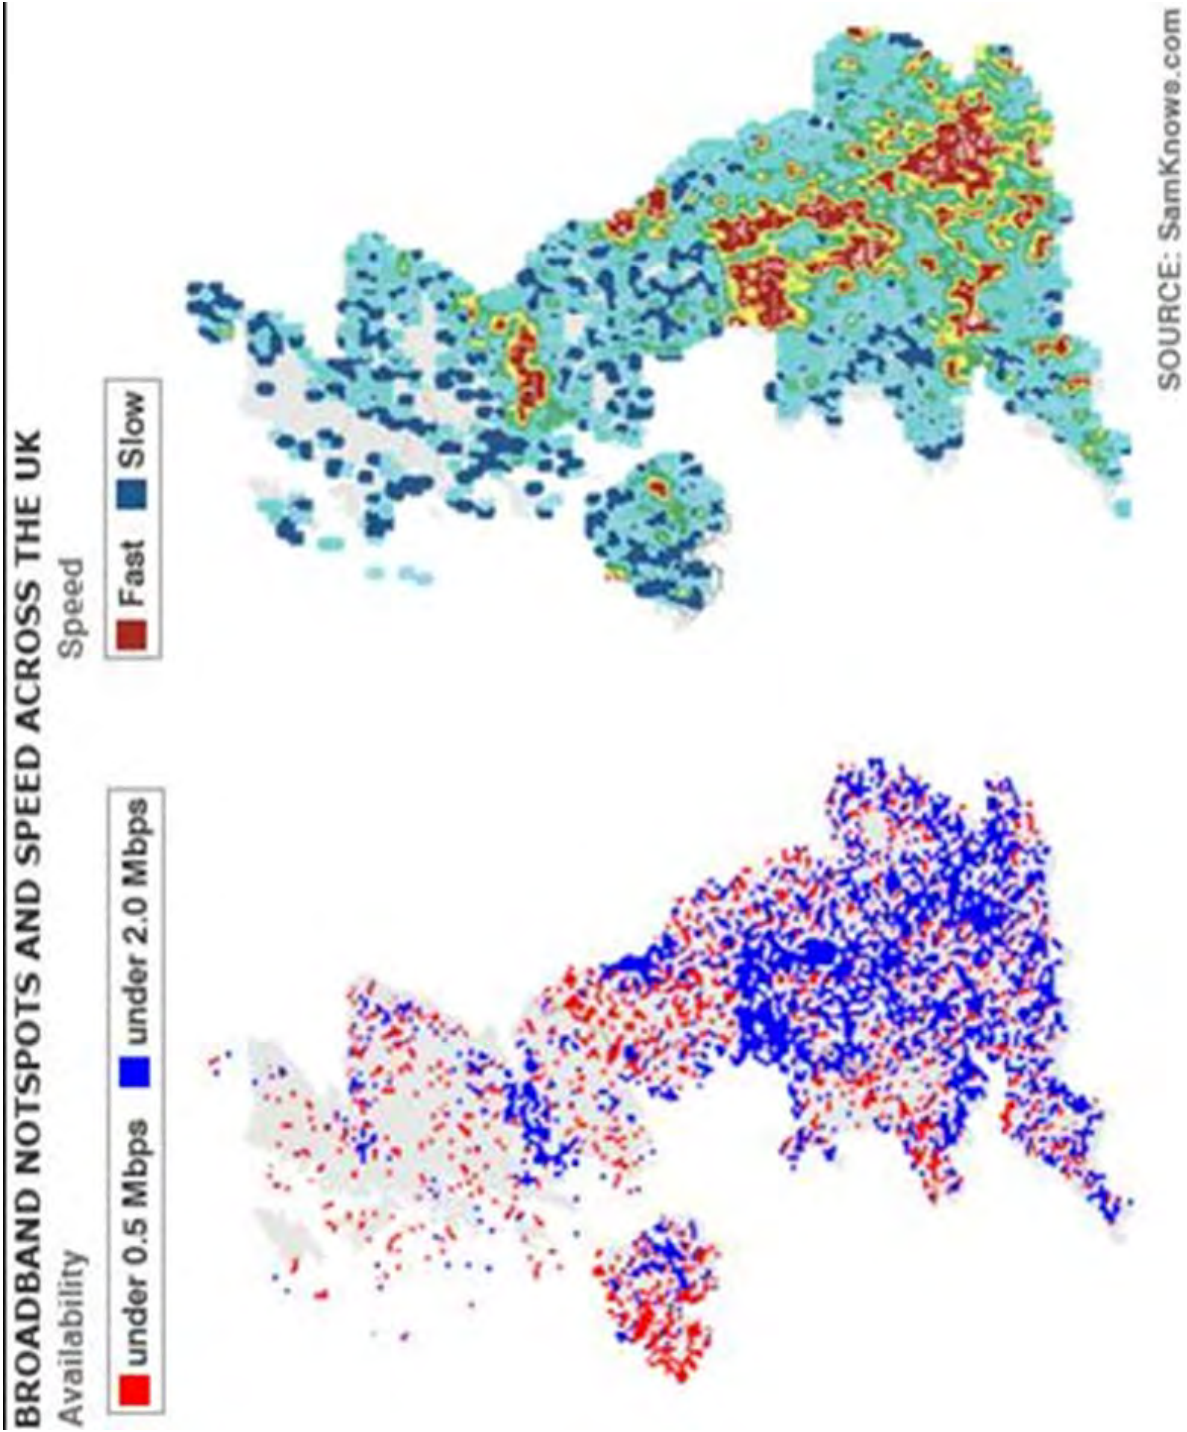 BROADBAND NOTSPOTS AND SPEED ACROSS THE UK
Availability
under 0.5 Mbps under 2.0 Mbps
Speed
Fast Slow
SOURCE: SamKnows.com